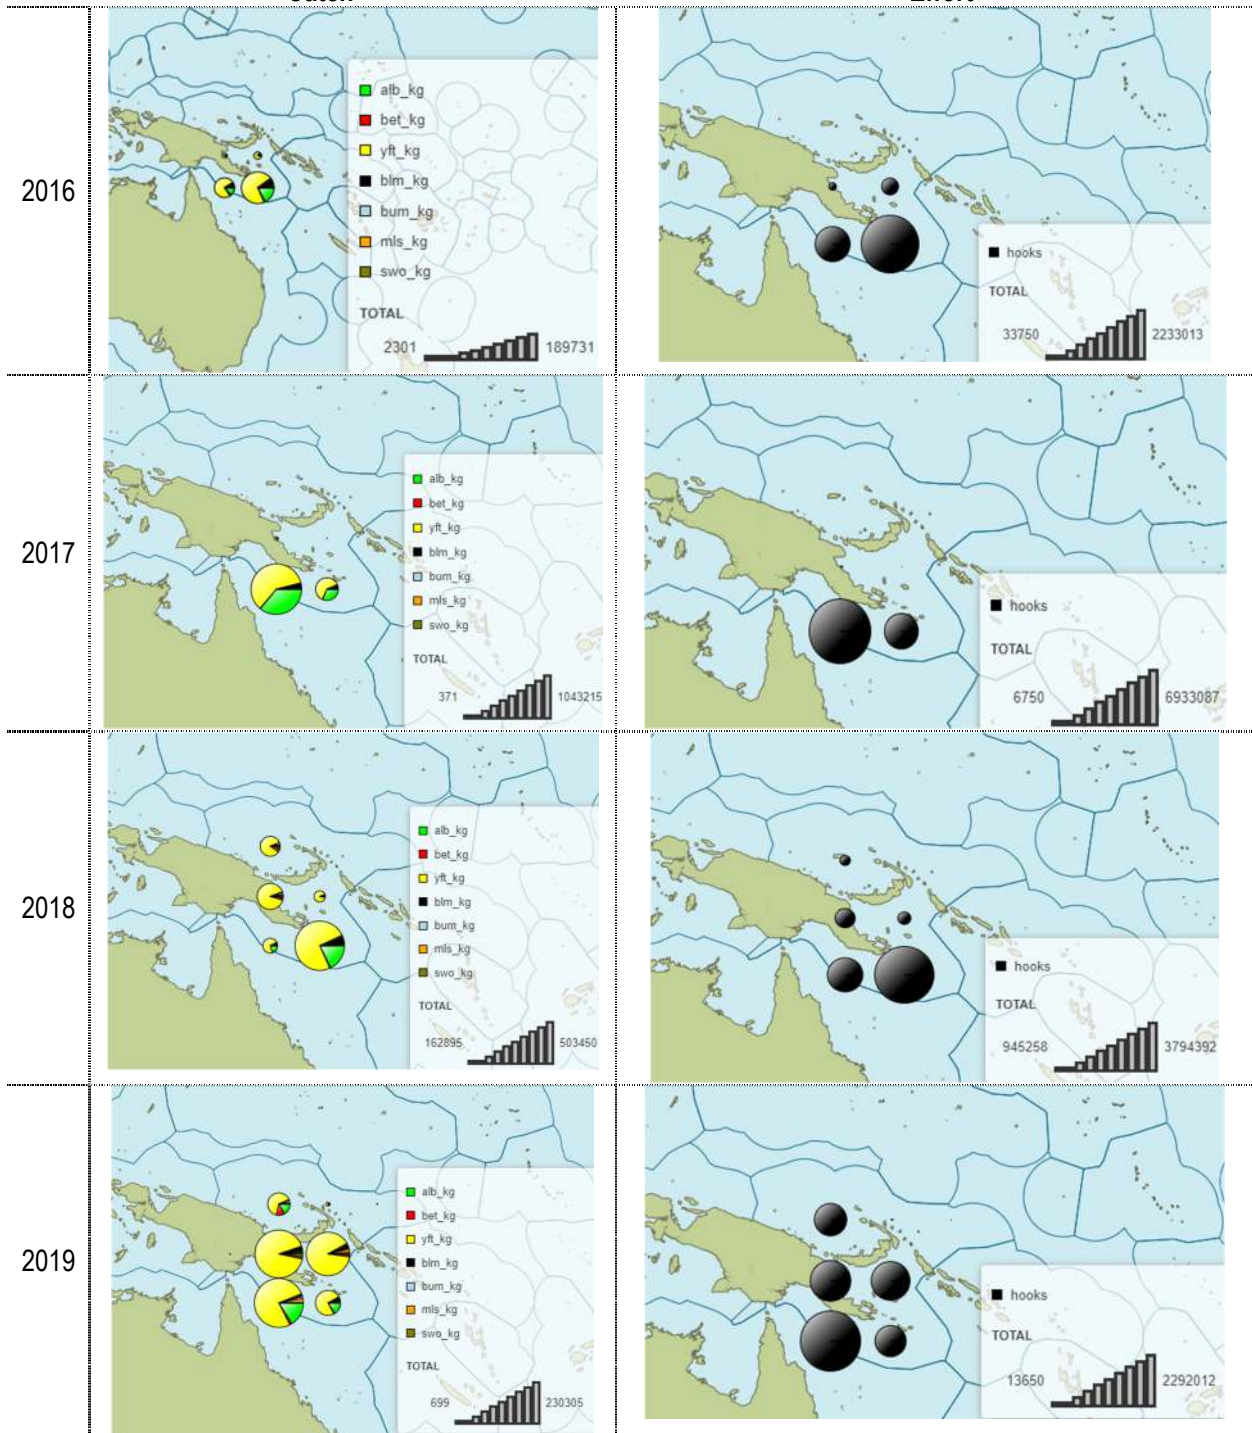 2016
alb_kg
bet_kg
yft_kg
blm_kg
bum_kg
mls_kg
swo_kg
TOTAL
2301 189731
hooks
TOTAL
33750 2233013
2017
alb_kg
bet_kg
yft_kg
blm_kg
bum_kg
mls_kg
swo_kg
TOTAL
371 1043215
hooks
TOTAL
6750 6933087
2018
alb_kg
bet_kg
yft_kg
blm_kg
bum_kg
mls_kg
swo_kg
TOTAL
162895 503450
hooks
TOTAL
945258 3794392
2019
alb_kg
bet_kg
yft_kg
blm_kg
bum_kg
mls_kg
swo_kg
TOTAL
699 230305
hooks
TOTAL
13650 2292012